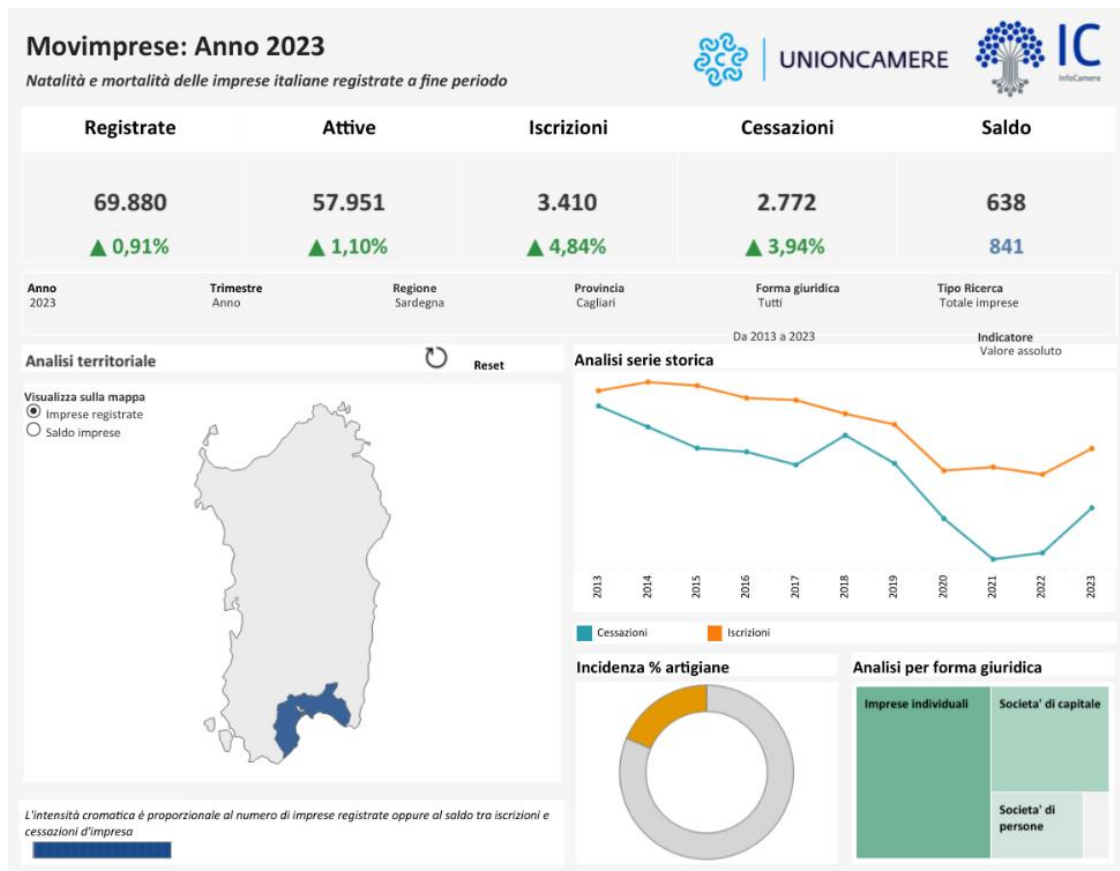 Movimprese: Anno 2023
Natalità e mortalità delle imprese italiane registrate a fine periodo
UNIONCAMERE
IC
InfoCamere
Registrate
Attive
Iscrizioni
Cessazioni
Saldo
69.880
57.951
3.410
2.772
638
▲ 0,91%
▲ 1,10%
▲ 4,84%
▲ 3,94%
841
Anno
2023
Trimestre
Anno
Regione
Sardegna
Provincia
Cagliari
Forma giuridica
Tutti
Tipo Ricerca
Totale imprese
Da 2013 a 2023
Indicatore
Valore assoluto
Analisi territoriale
Reset
Visualizza sulla mappa
Imprese registrate
Saldo imprese
L'intensità cromatica è proporzionale al numero di imprese registrate oppure al saldo tra iscrizioni e
cessazioni d'impresa
Analisi serie storica
2013
2014
2015
2016
2017
2018
2019
2020
2021
2022
2023
Cessazioni
Iscrizioni
Incidenza % artigiane
Analisi per forma giuridica
Imprese individuali
Societa' di capitale
Societa' di
persone